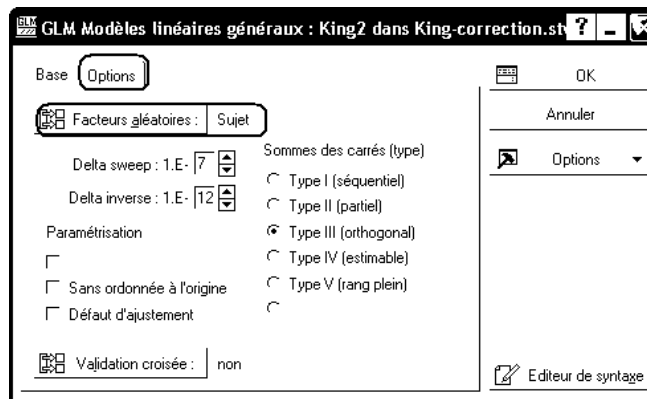 GLM Modèles linéaires généraux : King2 dans King-correction.st
Base Options
OK
Annuler
Options
Facteurs aléatoires : Sujet
Delta sweep : 1.E- 7
Delta inverse : 1.E- 12
Sommes des carrés (type)
Type I (séquentiel)
Type II (partiel)
Type III (orthogonal)
Type IV (estimable)
Type V (rang plein)
Paramétrisation
Sans ordonnée à l'origine
Défaut d'ajustement
Validation croisée : non
Editeur de syntaxe